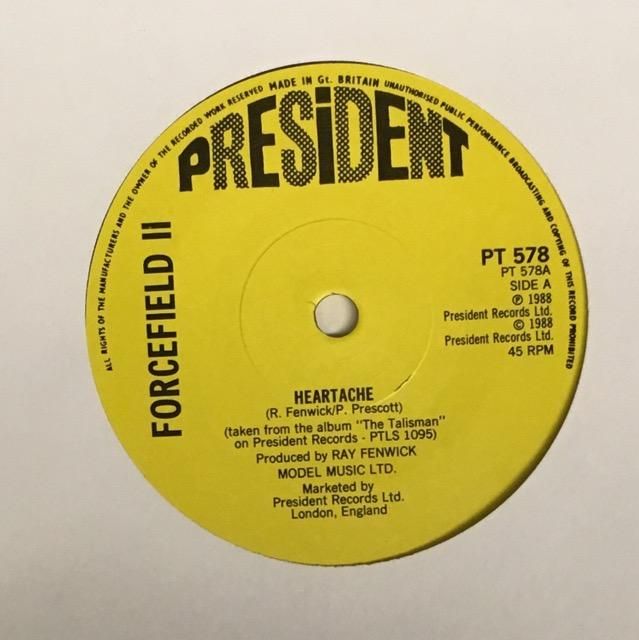 ALL RIGHTS OF THE MANUFACTURERS AND THE OWNER OF THE RECORDED WORK RESERVED MADE IN Gt. BRITAIN UNAUTHORISED PUBLIC PERFORMANCE BROADCASTING AND COPYING OF THIS RECORD PROHIBITED
PRESiDENT
FORCEFIELD II
PT 578
PT 578A
SIDE A
℗ 1988
President Records Ltd.
© 1988
President Records Ltd.
45 RPM
HEARTACHE
(R. Fenwick/P. Prescott)
(taken from the album "The Talisman"
on President Records - PTLS 1095)
Produced by RAY FENWICK
MODEL MUSIC LTD.
Marketed by
President Records Ltd.
London, England